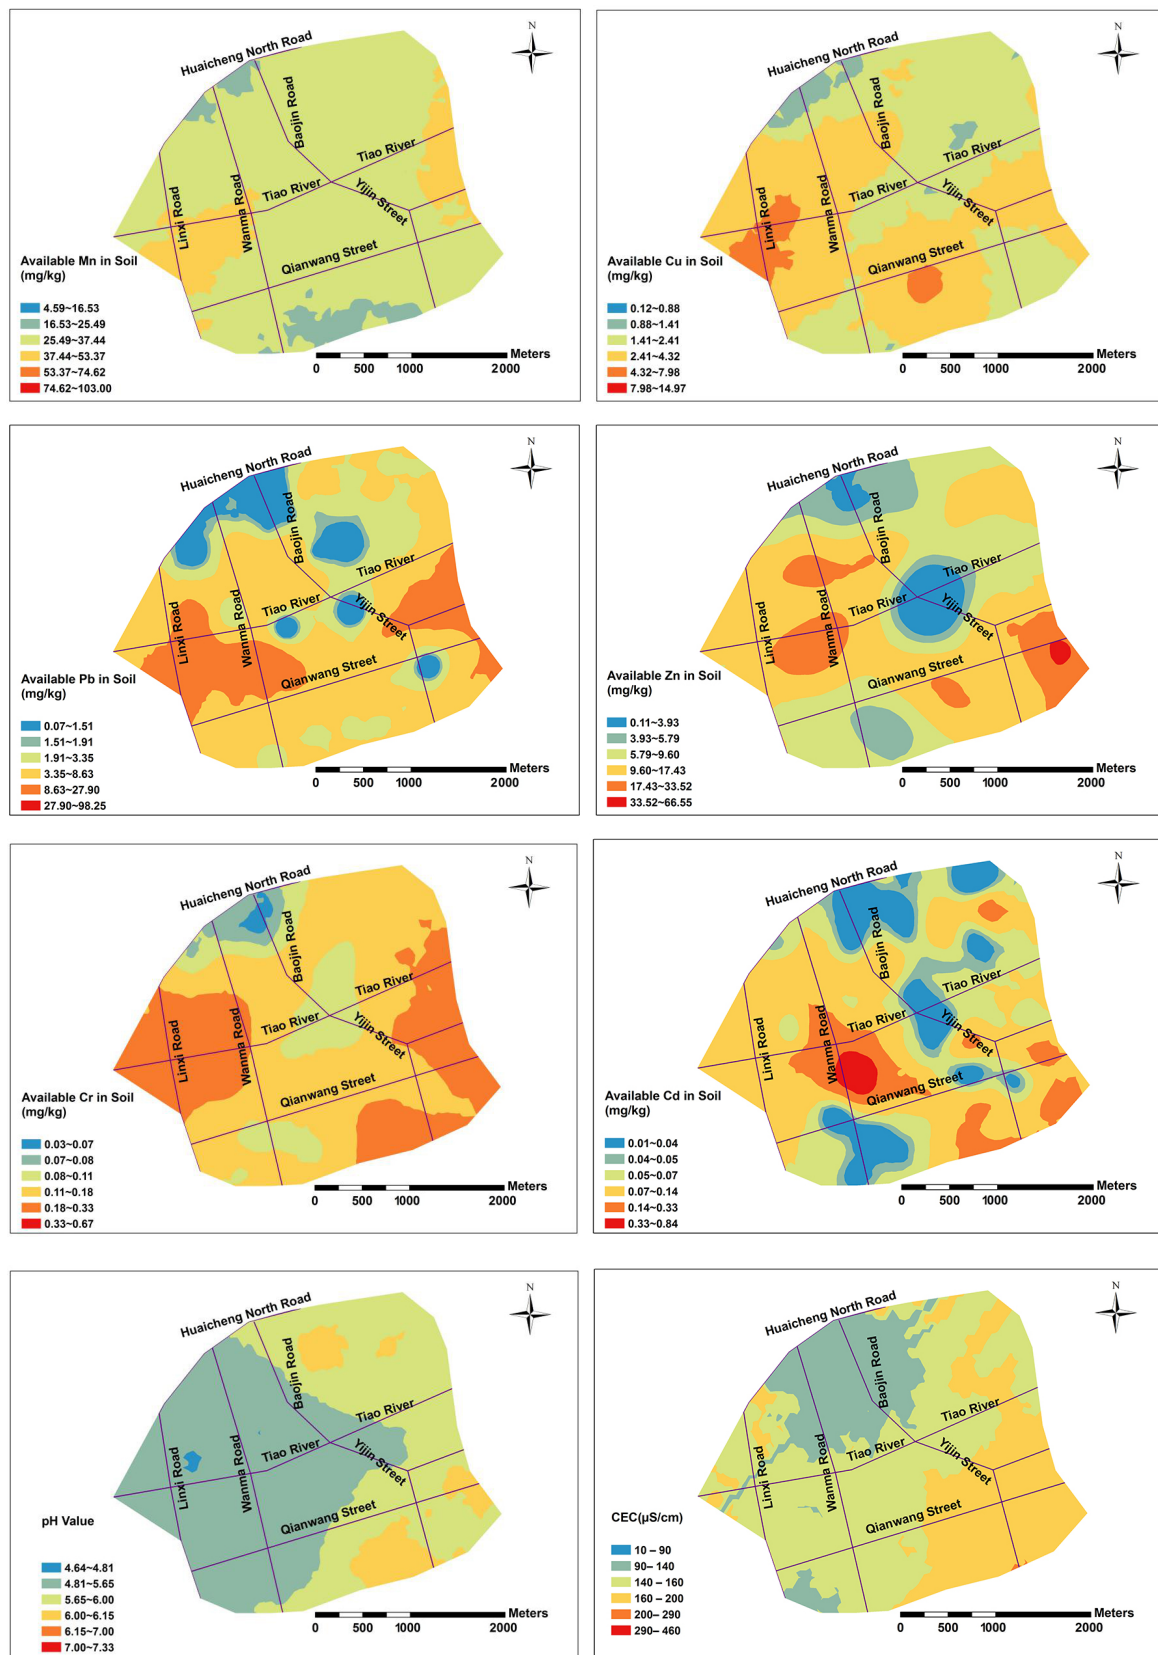 N
Huaicheng North Road
Baojin Road
Tiao River
Tiao River
Yijin Street
Linxi Road
Wanma Road
Qianwang Street
Available Mn in Soil
(mg/kg)
4.59~16.53
16.53~25.49
25.49~37.44
37.44~53.37
53.37~74.62
74.62~103.00
Meters
0 500 1000 2000
N
Huaicheng North Road
Baojin Road
Tiao River
Tiao River
Yijin Street
Linxi Road
Wanma Road
Qianwang Street
Available Cu in Soil
(mg/kg)
0.12~0.88
0.88~1.41
1.41~2.41
2.41~4.32
4.32~7.98
7.98~14.97
Meters
0 500 1000 2000
N
Huaicheng North Road
Baojin Road
Tiao River
Tiao River
Yijin Street
Linxi Road
Wanma Road
Qianwang Street
Available Pb in Soil
(mg/kg)
0.07~1.51
1.51~1.91
1.91~3.35
3.35~8.63
8.63~27.90
27.90~98.25
Meters
0 500 1000 2000
N
Huaicheng North Road
Baojin Road
Tiao River
Tiao River
Yijin Street
Linxi Road
Wanma Road
Qianwang Street
Available Zn in Soil
(mg/kg)
0.11~3.93
3.93~5.79
5.79~9.60
9.60~17.43
17.43~33.52
33.52~66.55
Meters
0 500 1000 2000
N
Huaicheng North Road
Baojin Road
Tiao River
Tiao River
Yijin Street
Linxi Road
Wanma Road
Qianwang Street
Available Cr in Soil
(mg/kg)
0.03~0.07
0.07~0.08
0.08~0.11
0.11~0.18
0.18~0.33
0.33~0.67
Meters
0 500 1000 2000
N
Huaicheng North Road
Baojin Road
Tiao River
Tiao River
Yijin Street
Linxi Road
Wanma Road
Qianwang Street
Available Cd in Soil
(mg/kg)
0.01~0.04
0.04~0.05
0.05~0.07
0.07~0.14
0.14~0.33
0.33~0.84
Meters
0 500 1000 2000
N
Huaicheng North Road
Baojin Road
Tiao River
Tiao River
Yijin Street
Linxi Road
Wanma Road
Qianwang Street
pH Value
4.64~4.81
4.81~5.65
5.65~6.00
6.00~6.15
6.15~7.00
7.00~7.33
Meters
0 500 1000 2000
N
Huaicheng North Road
Baojin Road
Tiao River
Tiao River
Yijin Street
Linxi Road
Wanma Road
Qianwang Street
CEC(µS/cm)
10 – 90
90– 140
140 – 160
160 – 200
200– 290
290– 460
Meters
0 500 1000 2000